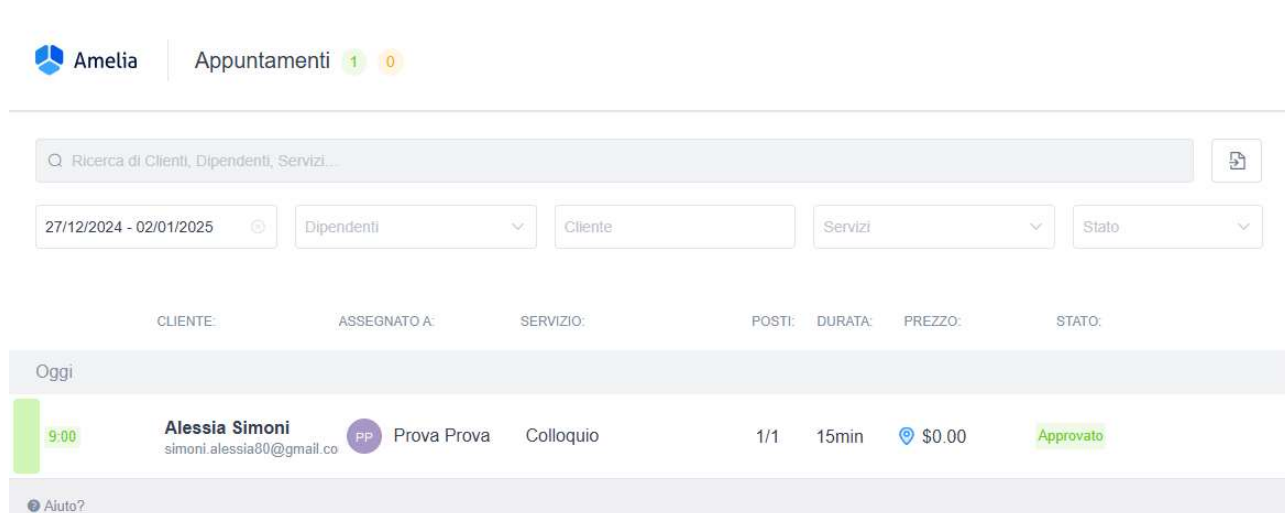 Amelia Appuntamenti 1 0
Ricerca di Clienti, Dipendenti, Servizi...
27/12/2024 - 02/01/2025 Dipendenti Cliente Servizi Stato
CLIENTE: ASSEGNATO A: SERVIZIO: POSTI: DURATA: PREZZO: STATO:
Oggi
9:00 Alessia Simoni PP Prova Prova Colloquio 1/1 15min $0.00 Approvato
simoni.alessia80@gmail.co
Aiuto?